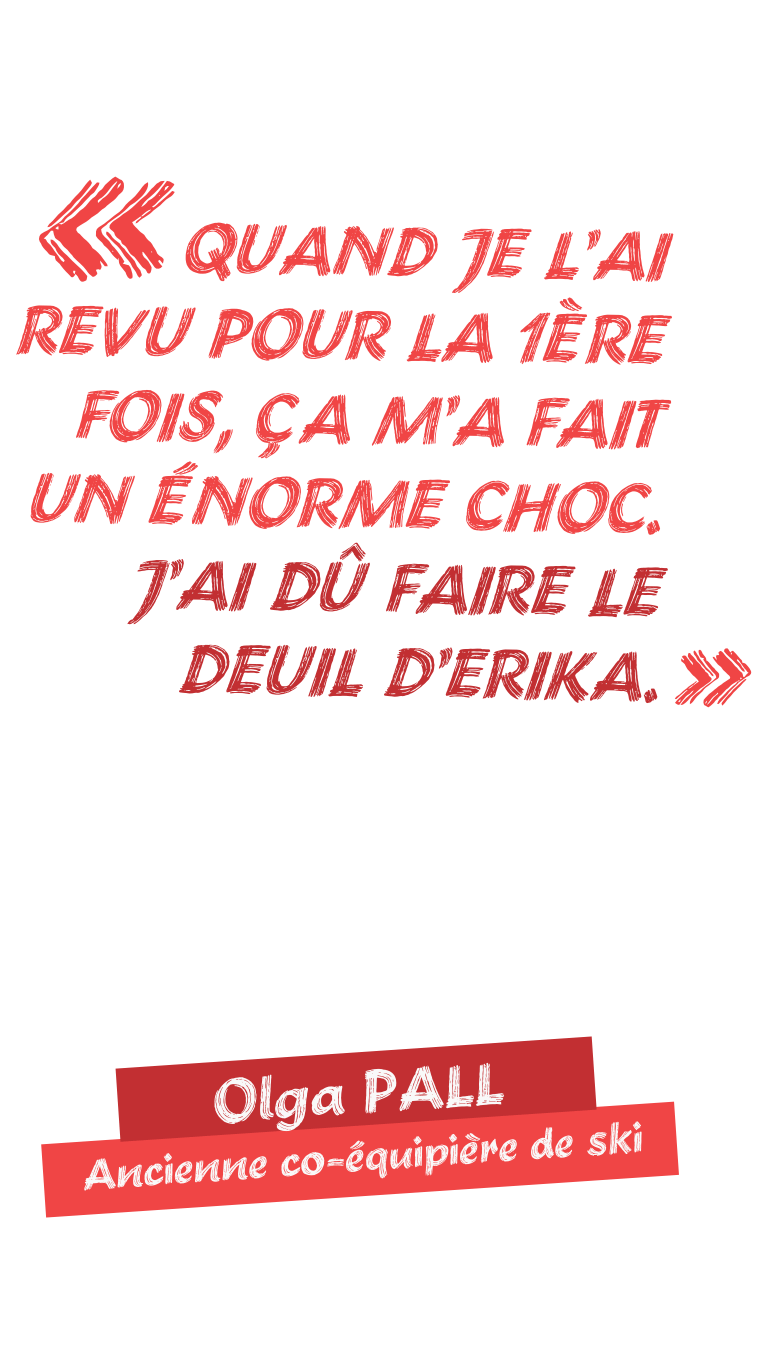 « QUAND JE L'AI
REVU POUR LA 1ÈRE
FOIS, ÇA M'A FAIT
UN ÉNORME CHOC.
J'AI DÛ FAIRE LE
DEUIL D'ERIKA. »
Olga PALL
Ancienne co-équipière de ski